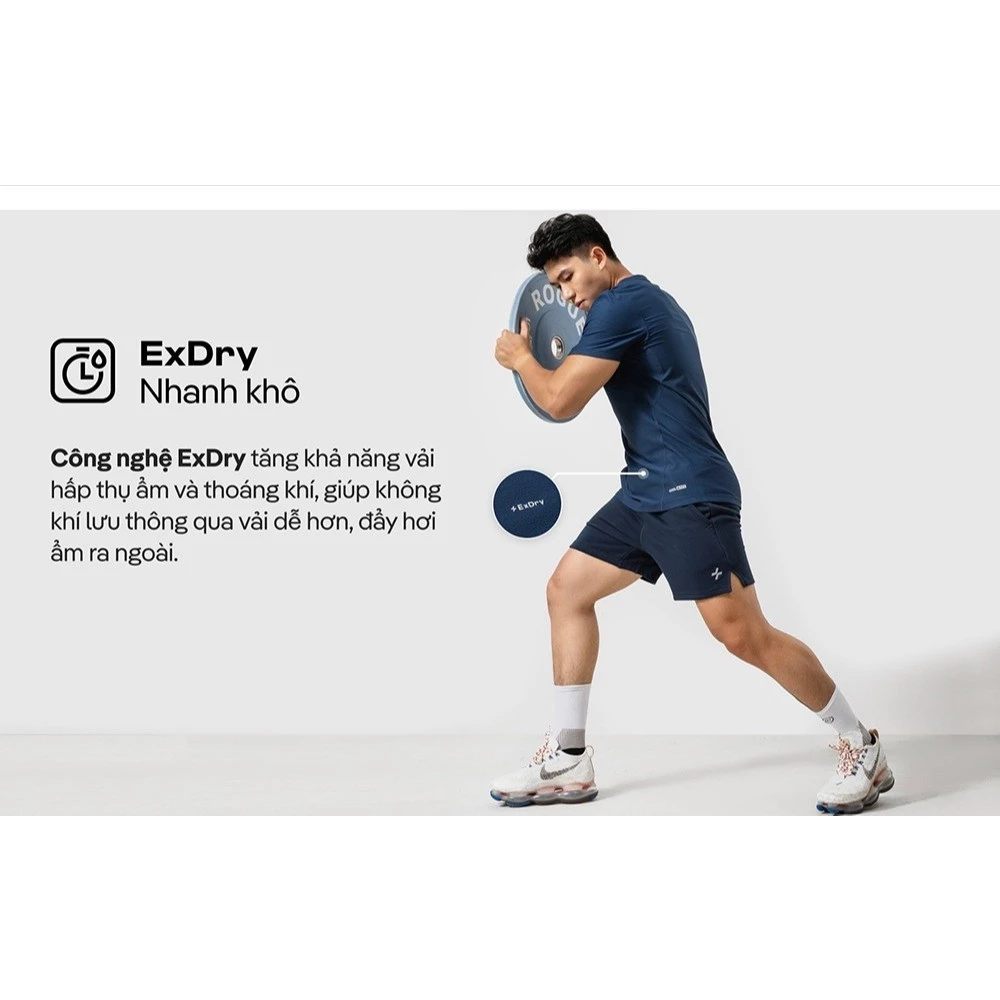 ExDry
Nhanh khô
Công nghệ ExDry tăng khả năng vải
hấp thụ ẩm và thoáng khí, giúp không
khí lưu thông qua vải dễ hơn, đẩy hơi
ẩm ra ngoài.
ROGUE
ExDry